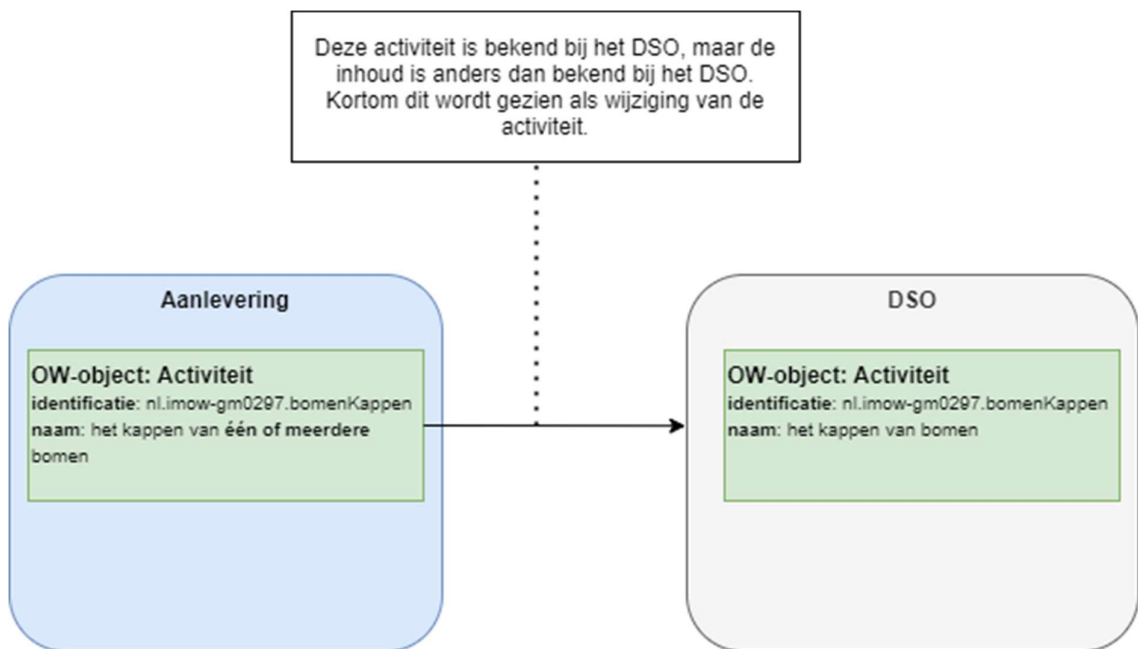 Deze activiteit is bekend bij het DSO, maar de
inhoud is anders dan bekend bij het DSO.
Kortom dit wordt gezien als wijziging van de
activiteit.
Aanlevering
OW-object: Activiteit
identificatie: nl.imow-gm0297.bomenKappen
naam: het kappen van één of meerdere
bomen
DSO
OW-object: Activiteit
identificatie: nl.imow-gm0297.bomenKappen
naam: het kappen van bomen